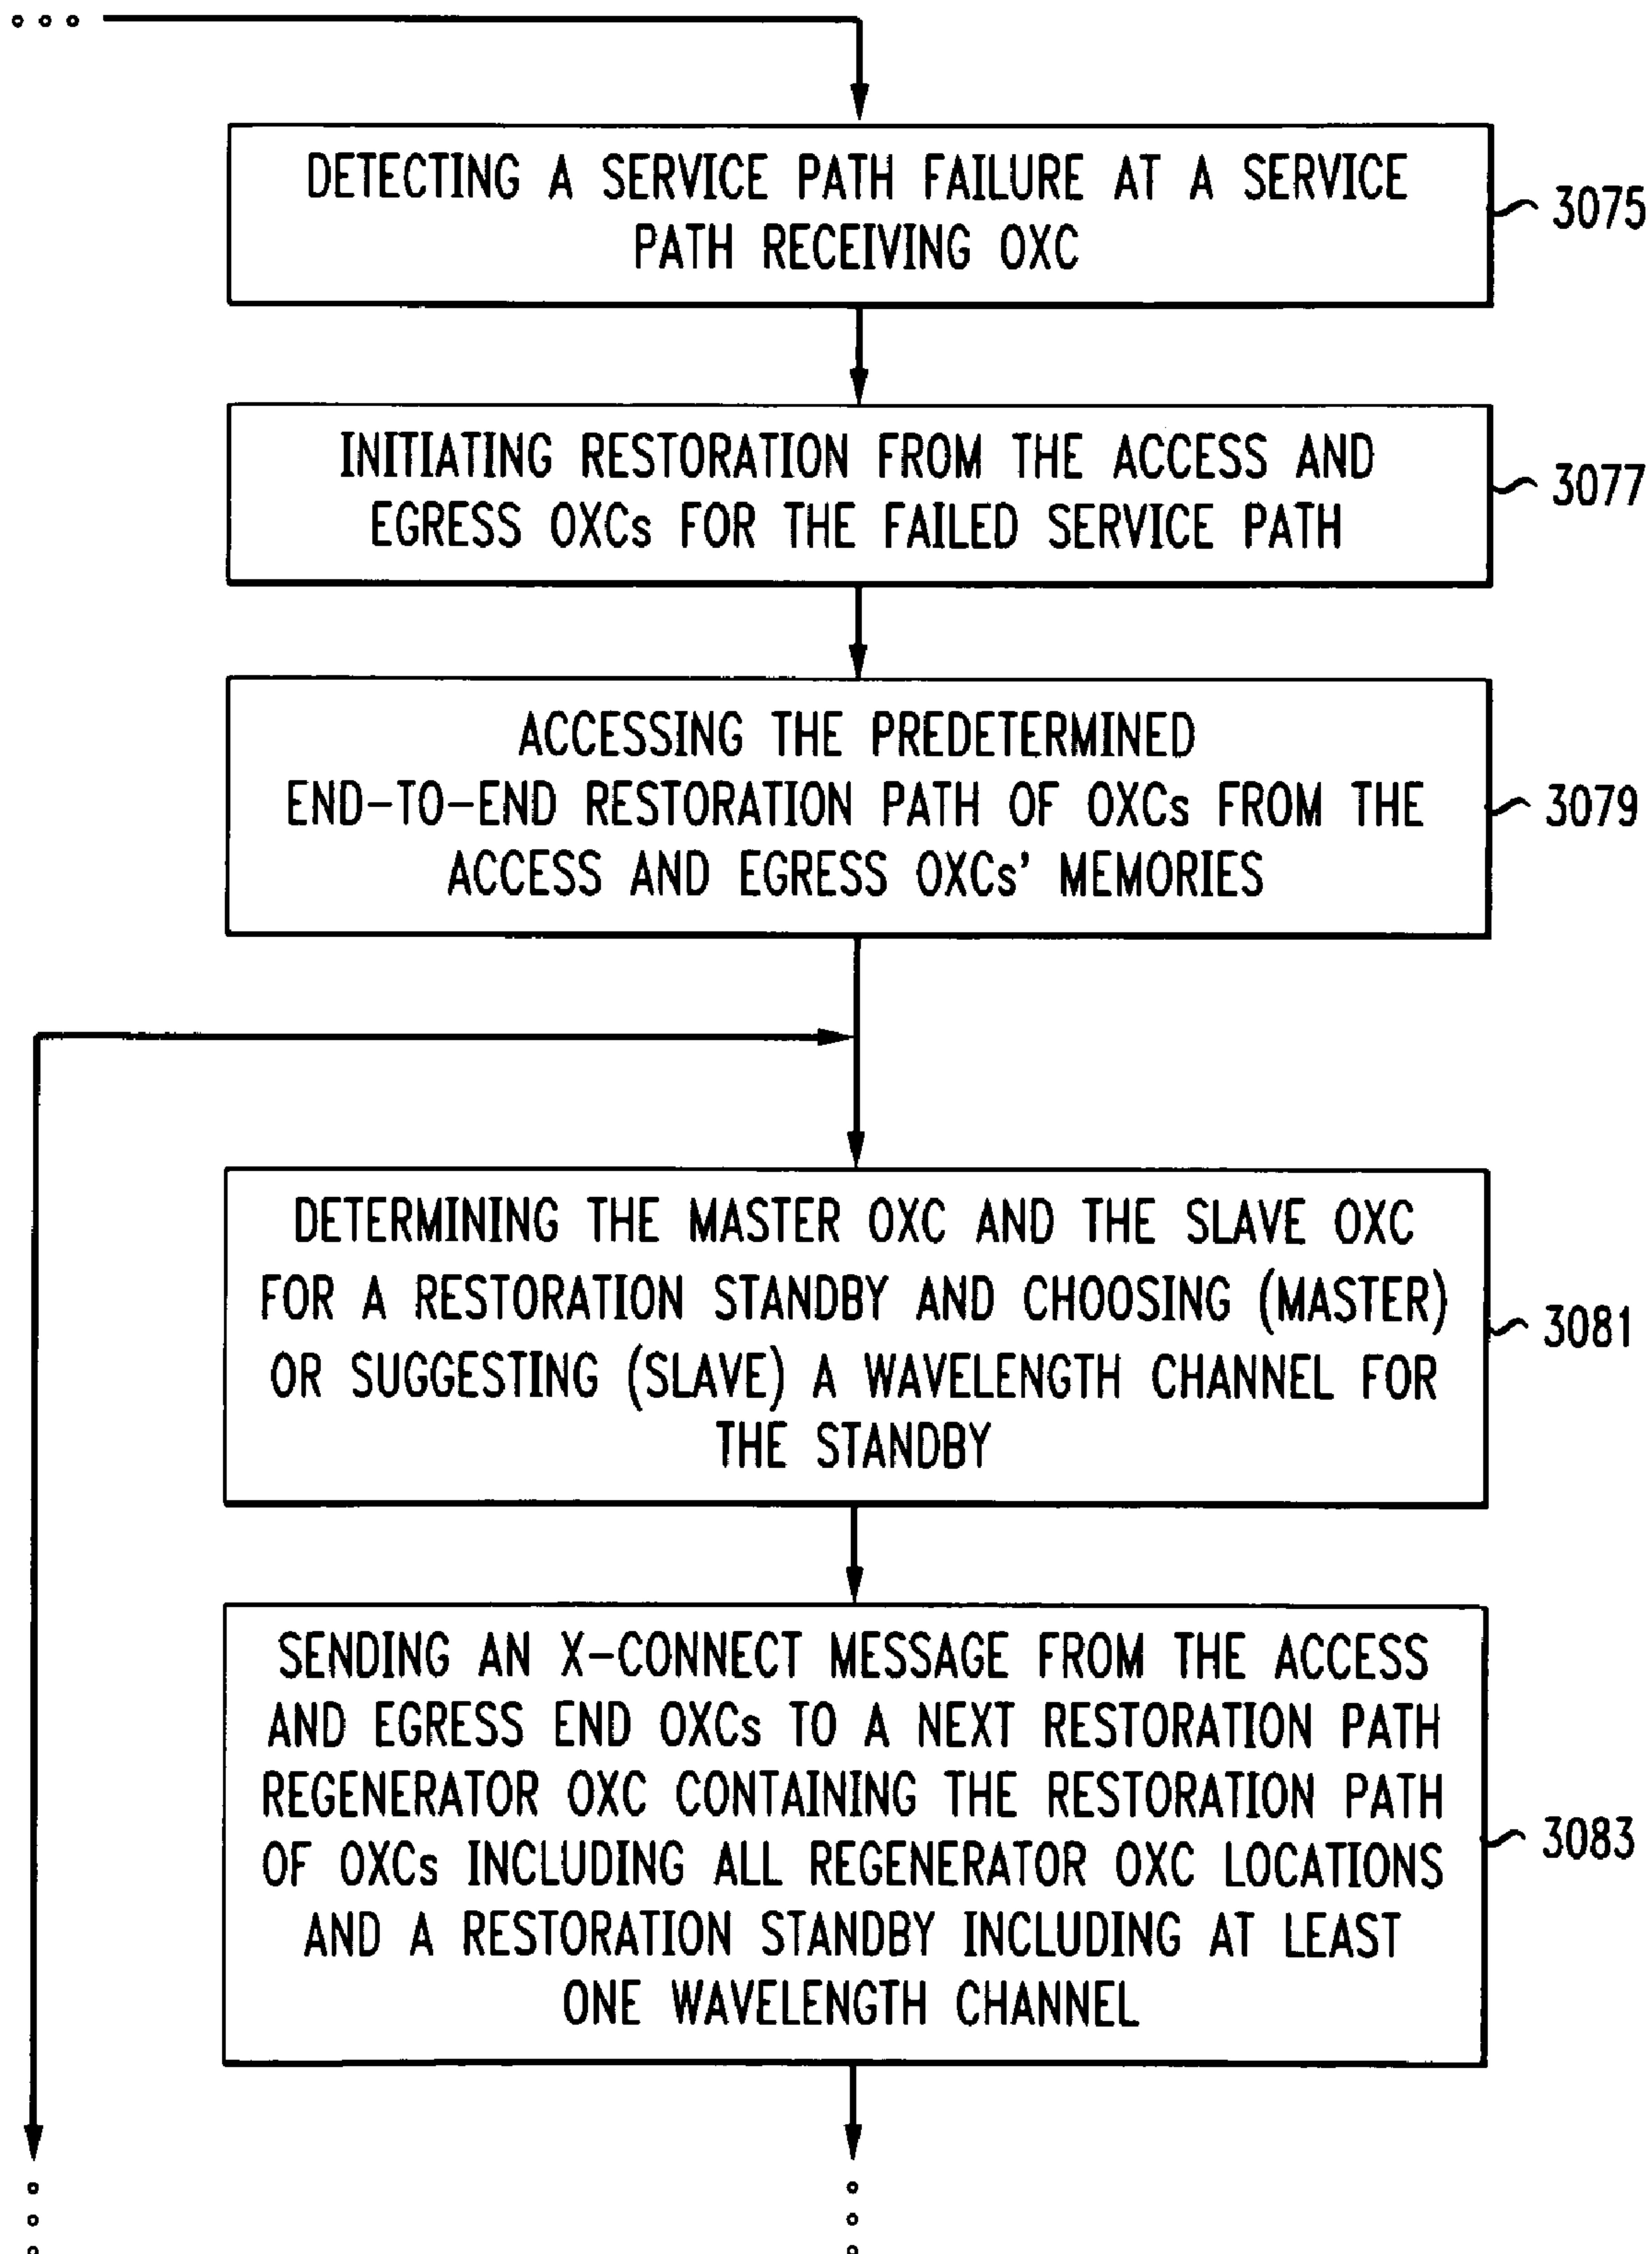 DETECTING A SERVICE PATH FAILURE AT A SERVICE
PATH RECEIVING OXC
3075
INITIATING RESTORATION FROM THE ACCESS AND
EGRESS OXCs FOR THE FAILED SERVICE PATH
3077
ACCESSING THE PREDETERMINED
END-TO-END RESTORATION PATH OF OXCs FROM THE
ACCESS AND EGRESS OXCs' MEMORIES
3079
DETERMINING THE MASTER OXC AND THE SLAVE OXC
FOR A RESTORATION STANDBY AND CHOOSING (MASTER)
OR SUGGESTING (SLAVE) A WAVELENGTH CHANNEL FOR
THE STANDBY
3081
SENDING AN X-CONNECT MESSAGE FROM THE ACCESS
AND EGRESS END OXCs TO A NEXT RESTORATION PATH
REGENERATOR OXC CONTAINING THE RESTORATION PATH
OF OXCs INCLUDING ALL REGENERATOR OXC LOCATIONS
AND A RESTORATION STANDBY INCLUDING AT LEAST
ONE WAVELENGTH CHANNEL
3083